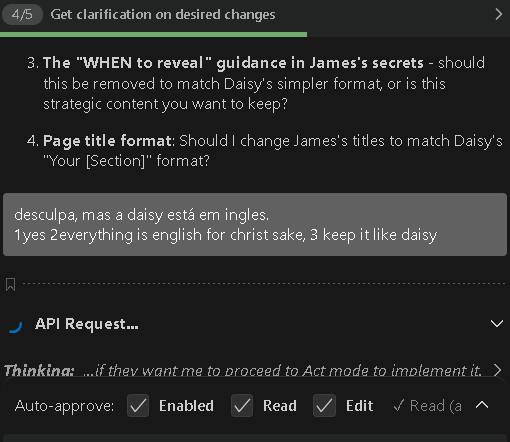 4/5 Get clarification on desired changes
3. The "WHEN to reveal" guidance in James's secrets - should
this be removed to match Daisy's simpler format, or is this
strategic content you want to keep?
4. Page title format: Should I change James's titles to match Daisy's
"Your [Section]" format?
desculpa, mas a daisy está em ingles.
1yes 2everything is english for christ sake, 3 keep it like daisy
API Request...
Thinking: ...if they want me to proceed to Act mode to implement it.
Auto-approve: Enabled Read Edit Read (a